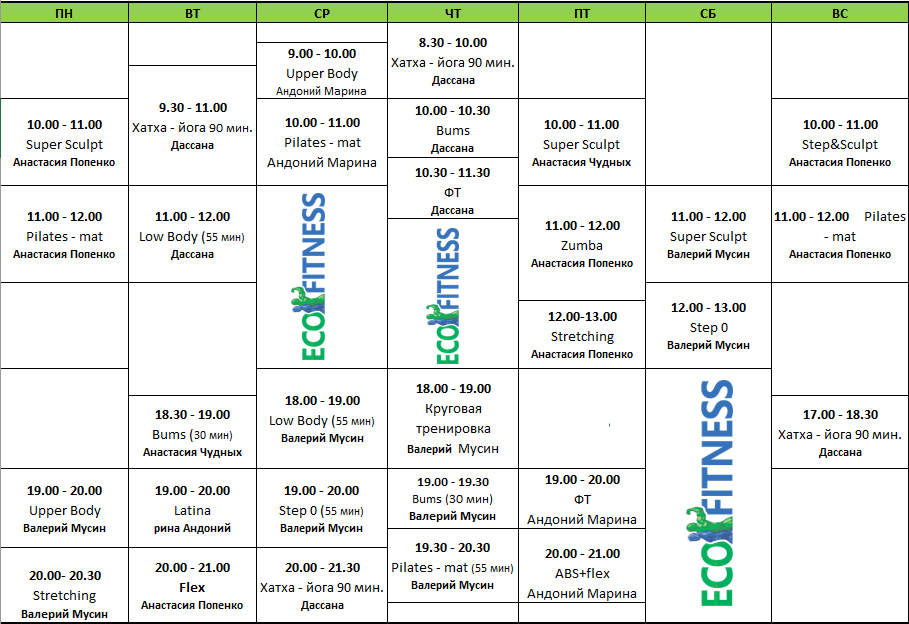 ПН
ВТ
СР
ЧТ
ПТ
СБ
ВС
10.00 - 11.00
Super Sculpt
Анастасия Попенко
11.00 - 12.00
Pilates - mat
Анастасия Попенко
19.00 - 20.00
Upper Body
Валерий Мусин
20.00- 20.30
Stretching
Валерий Мусин
9.30 - 11.00
Хатха - йога 90 мин.
Дассана
11.00 - 12.00
Low Body (55 мин)
Дассана
18.30 - 19.00
Bums (30 мин)
Анастасия Чудных
19.00 - 20.00
Latina
рина Андоний
20.00 - 21.00
Flex
Анастасия Попенко
9.00 - 10.00
Upper Body
Андоний Марина
10.00 - 11.00
Pilates - mat
Андоний Марина
ECOFITNESS
18.00 - 19.00
Low Body (55 мин)
Валерий Мусин
19.00 - 20.00
Step 0 (55 мин)
Валерий Мусин
20.00 - 21.30
Хатха - йога 90 мин.
Дассана
8.30 - 10.00
Хатха - йога 90 мин.
Дассана
10.00 - 10.30
Bums
Дассана
10.30 - 11.30
ФТ
Дассана
ECOFITNESS
18.00 - 19.00
Круговая
тренировка
Валерий Мусин
19.00 - 19.30
Bums (30 мин)
Валерий Мусин
19.30 - 20.30
Pilates - mat (55 мин)
Валерий Мусин
10.00 - 11.00
Super Sculpt
Анастасия Чудных
11.00 - 12.00
Zumba
Анастасия Попенко
12.00-13.00
Stretching
Анастасия Попенко
19.00 - 20.00
ФТ
Андоний Марина
20.00 - 21.00
ABS+flex
Андоний Марина
11.00 - 12.00
Super Sculpt
Валерий Мусин
12.00 - 13.00
Step 0
Валерий Мусин
ECOFITNESS
10.00 - 11.00
Step&Sculpt
Анастасия Попенко
11.00 - 12.00 Pilates
- mat
Анастасия Попенко
17.00 - 18.30
Хатха - йога 90 мин.
Дассана